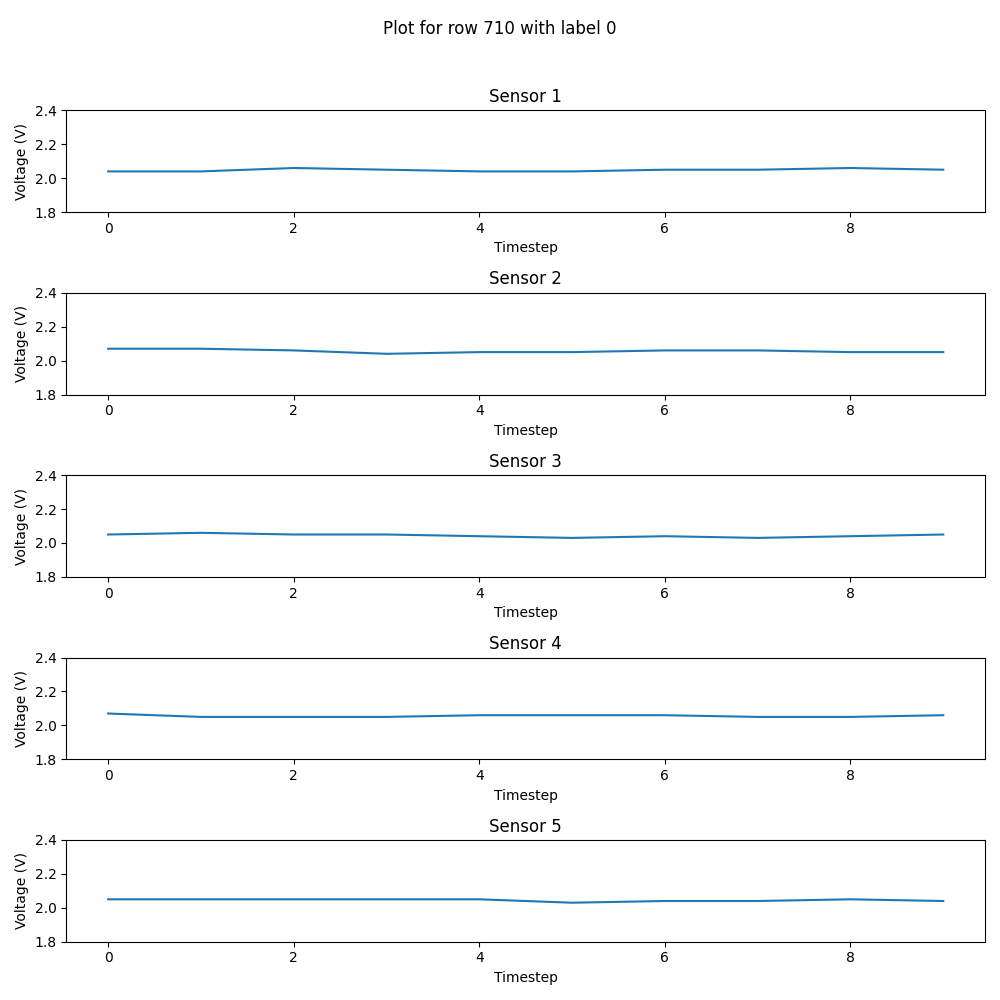 Plot for row 710 with label 0
Sensor 1
Voltage (V)
2.4
2.2
2.0
1.8
0 2 4 6 8
Timestep
Sensor 2
Voltage (V)
2.4
2.2
2.0
1.8
0 2 4 6 8
Timestep
Sensor 3
Voltage (V)
2.4
2.2
2.0
1.8
0 2 4 6 8
Timestep
Sensor 4
Voltage (V)
2.4
2.2
2.0
1.8
0 2 4 6 8
Timestep
Sensor 5
Voltage (V)
2.4
2.2
2.0
1.8
0 2 4 6 8
Timestep